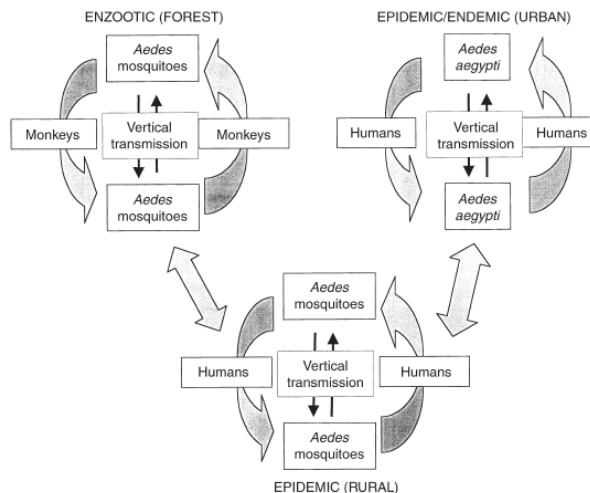 ENZOOTIC (FOREST)
Aedes
mosquitoes
Monkeys
Vertical
transmission
Monkeys
Aedes
mosquitoes
EPIDEMIC/ENDEMIC (URBAN)
Aedes
aegypti
Humans
Vertical
transmission
Humans
Aedes
aegypti
Aedes
mosquitoes
Humans
Vertical
transmission
Humans
Aedes
mosquitoes
EPIDEMIC (RURAL)